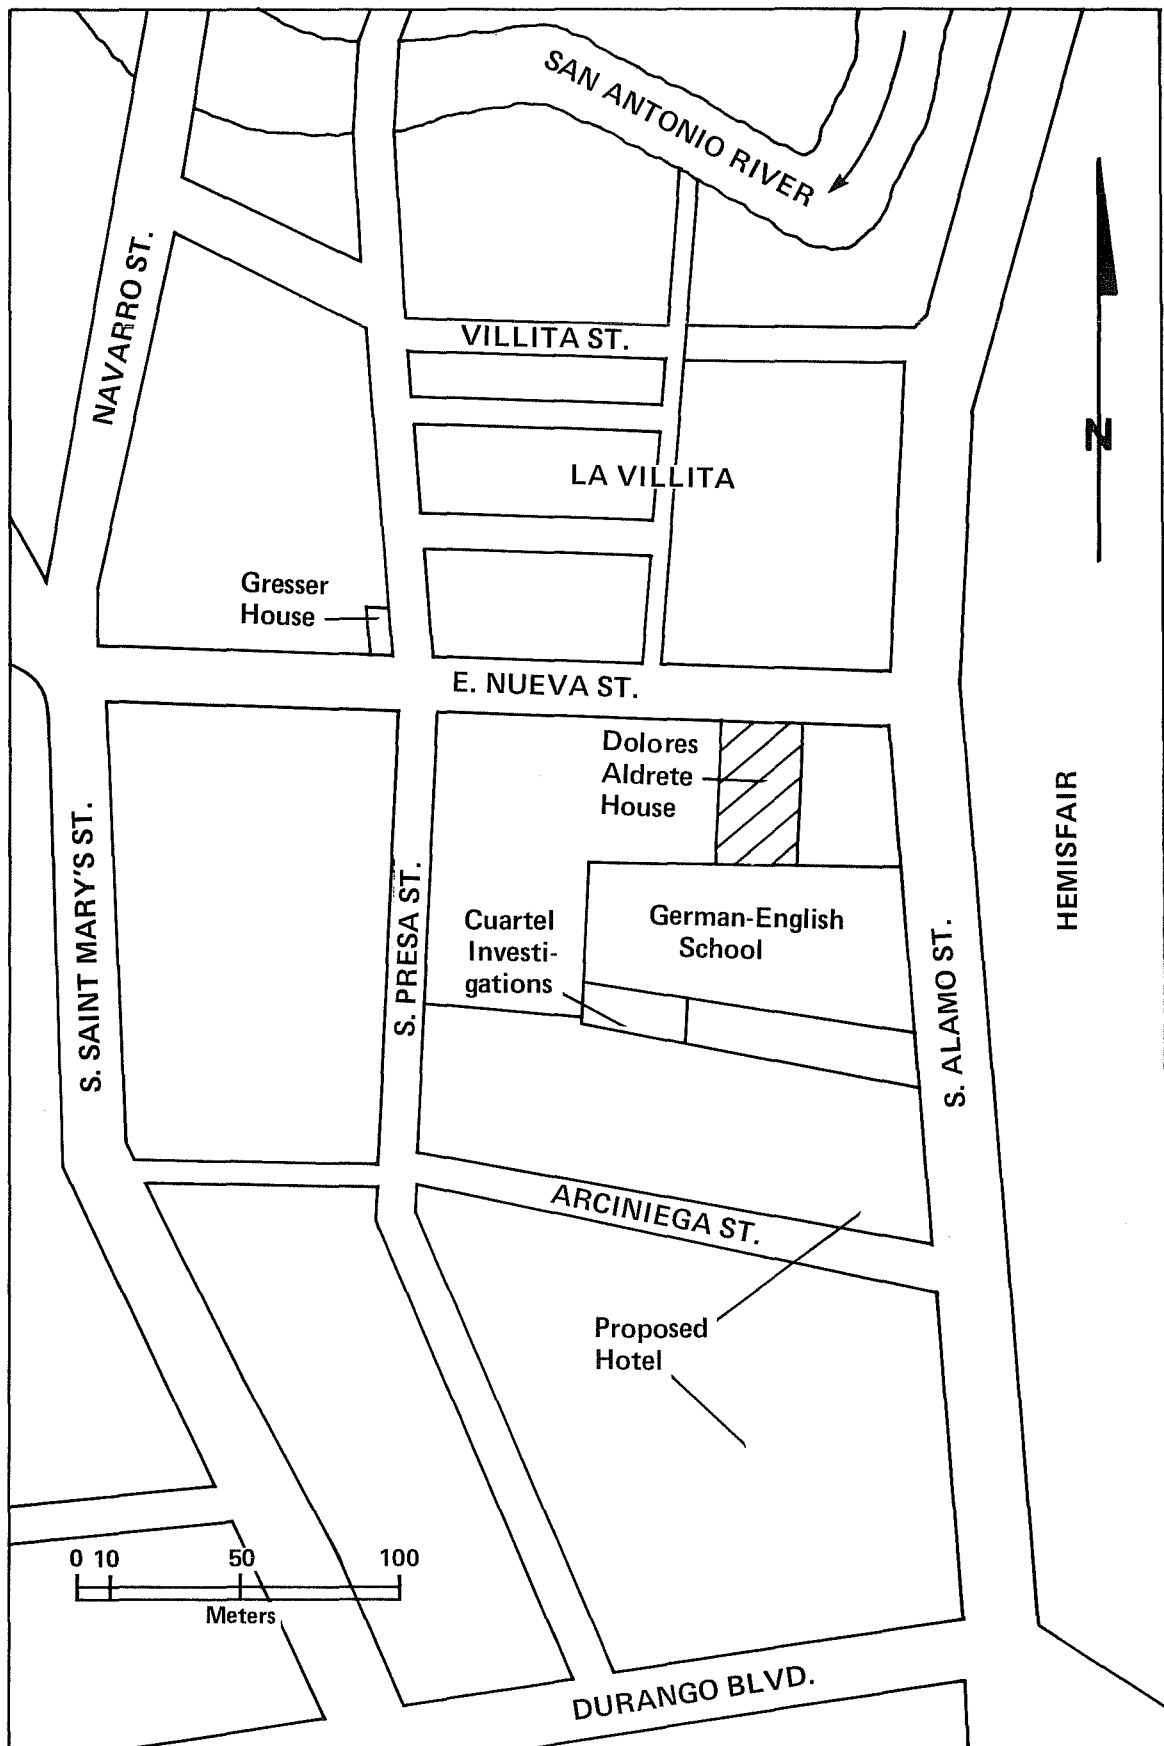 SAN ANTONIO RIVER
NAVARRO ST.
VILLITA ST.
N
LA VILLITA
Gresser
House
E. NUEVA ST.
Dolores
Aldrete
House
HEMISFAIR
S. SAINT MARY'S ST.
S. PRESA ST.
Cuartel
Investi-
gations
German-English
School
S. ALAMO ST.
ARCINIEGA ST.
Proposed
Hotel
0 10 50 100
Meters
DURANGO BLVD.